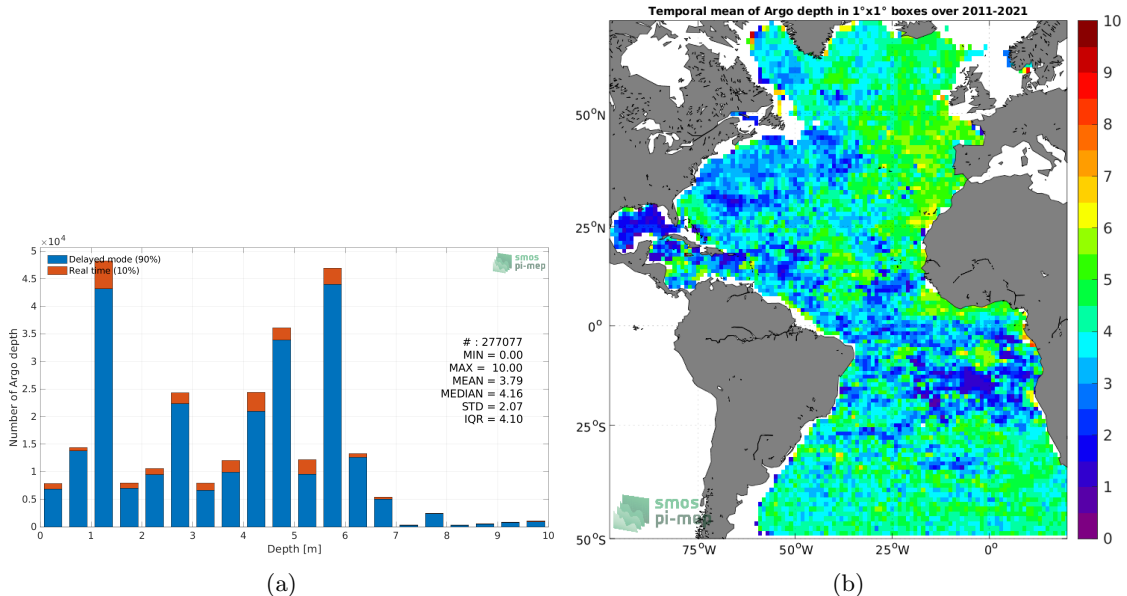 ×10⁴
5
4.5
4
3.5
3
2.5
2
1.5
1
0.5
0
Number of Argo depth
Delayed mode (90%)
Real time (10%)
smos
pi-mep
# : 277077
MIN = 0.00
MAX = 10.00
MEAN = 3.79
MEDIAN = 4.16
STD = 2.07
IQR = 4.10
0 1 2 3 4 5 6 7 8 9 10
Depth [m]
(a)
Temporal mean of Argo depth in 1°x1° boxes over 2011-2021
50°N
25°N
0°
25°S
50°S
75°W 50°W 25°W 0°
smos
pi-mep
10
9
8
7
6
5
4
3
2
1
0
(b)